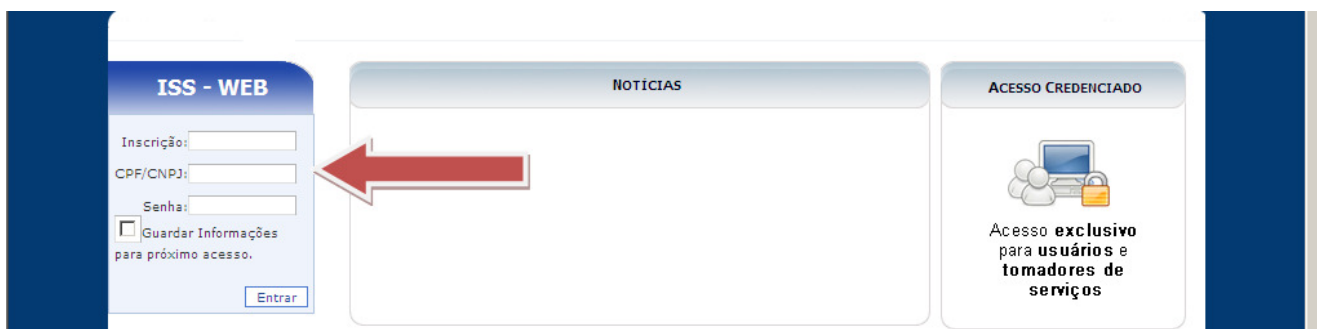 ISS - WEB
Inscrição:
CPF/CNPJ:
Senha:
Guardar Informações
para próximo acesso.
Entrar
NOTÍCIAS
ACESSO CREDENCIADO
Acesso exclusivo
para usuários e
tomadores de
serviços